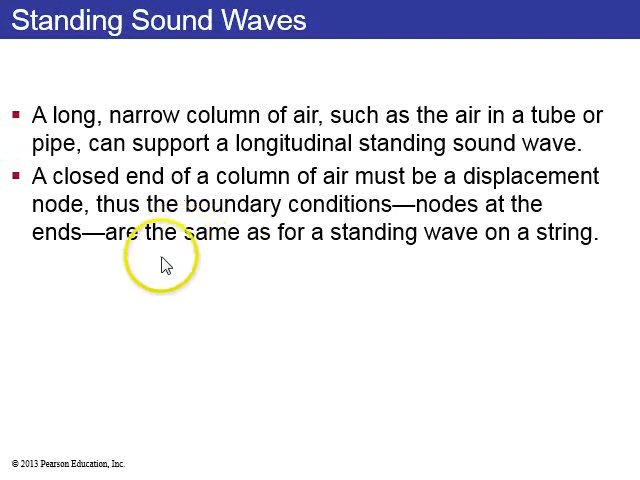 Standing Sound Waves
▪ A long, narrow column of air, such as the air in a tube or
pipe, can support a longitudinal standing sound wave.
▪ A closed end of a column of air must be a displacement
node, thus the boundary conditions—nodes at the
ends—are the same as for a standing wave on a string.
© 2013 Pearson Education, Inc.